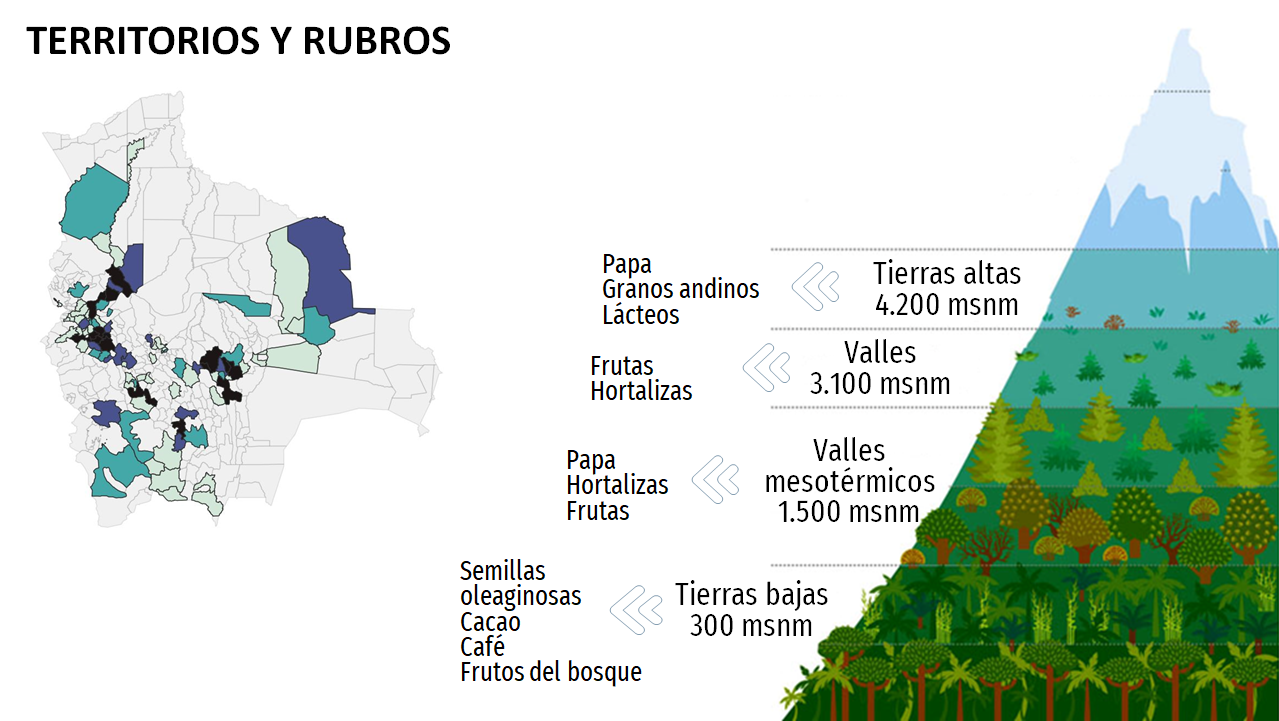 TERRITORIOS Y RUBROS
Papa
Granos andinos
Lácteos
Tierras altas
4.200 msnm
Frutas
Hortalizas
Valles
3.100 msnm
Papa
Hortalizas
Frutas
Valles
mesotérmicos
1.500 msnm
Semillas
oleaginosas
Cacao
Café
Frutos del bosque
Tierras bajas
300 msnm